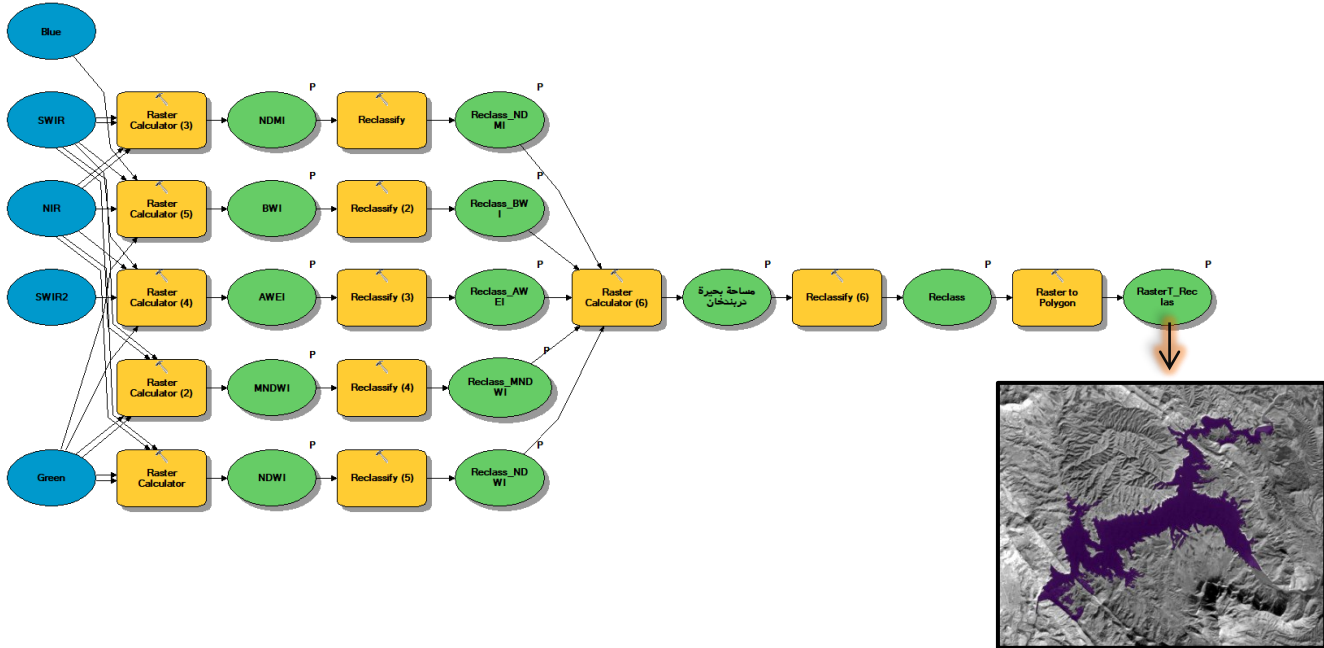 Blue
P
P
P
SWIR
Raster
Calculator (3)
NDMI
Reclassify
Reclass_ND
MI
P
P
NIR
Raster
Calculator (5)
BWI
Reclassify (2)
Reclass_BW
I
P
P
P
P
P
P
SWIR2
Raster
Calculator (4)
AWEI
Reclassify (3)
Reclass_AW
EI
Raster
Calculator (6)
مساحة بحيرة
دربندخان
Reclassify (6)
Reclass
Raster to
Polygon
RasterT_Rec
las
P
P
Raster
Calculator (2)
MNDWI
Reclassify (4)
Reclass_MND
WI
P
P
Green
Raster
Calculator
NDWI
Reclassify (5)
Reclass_ND
WI